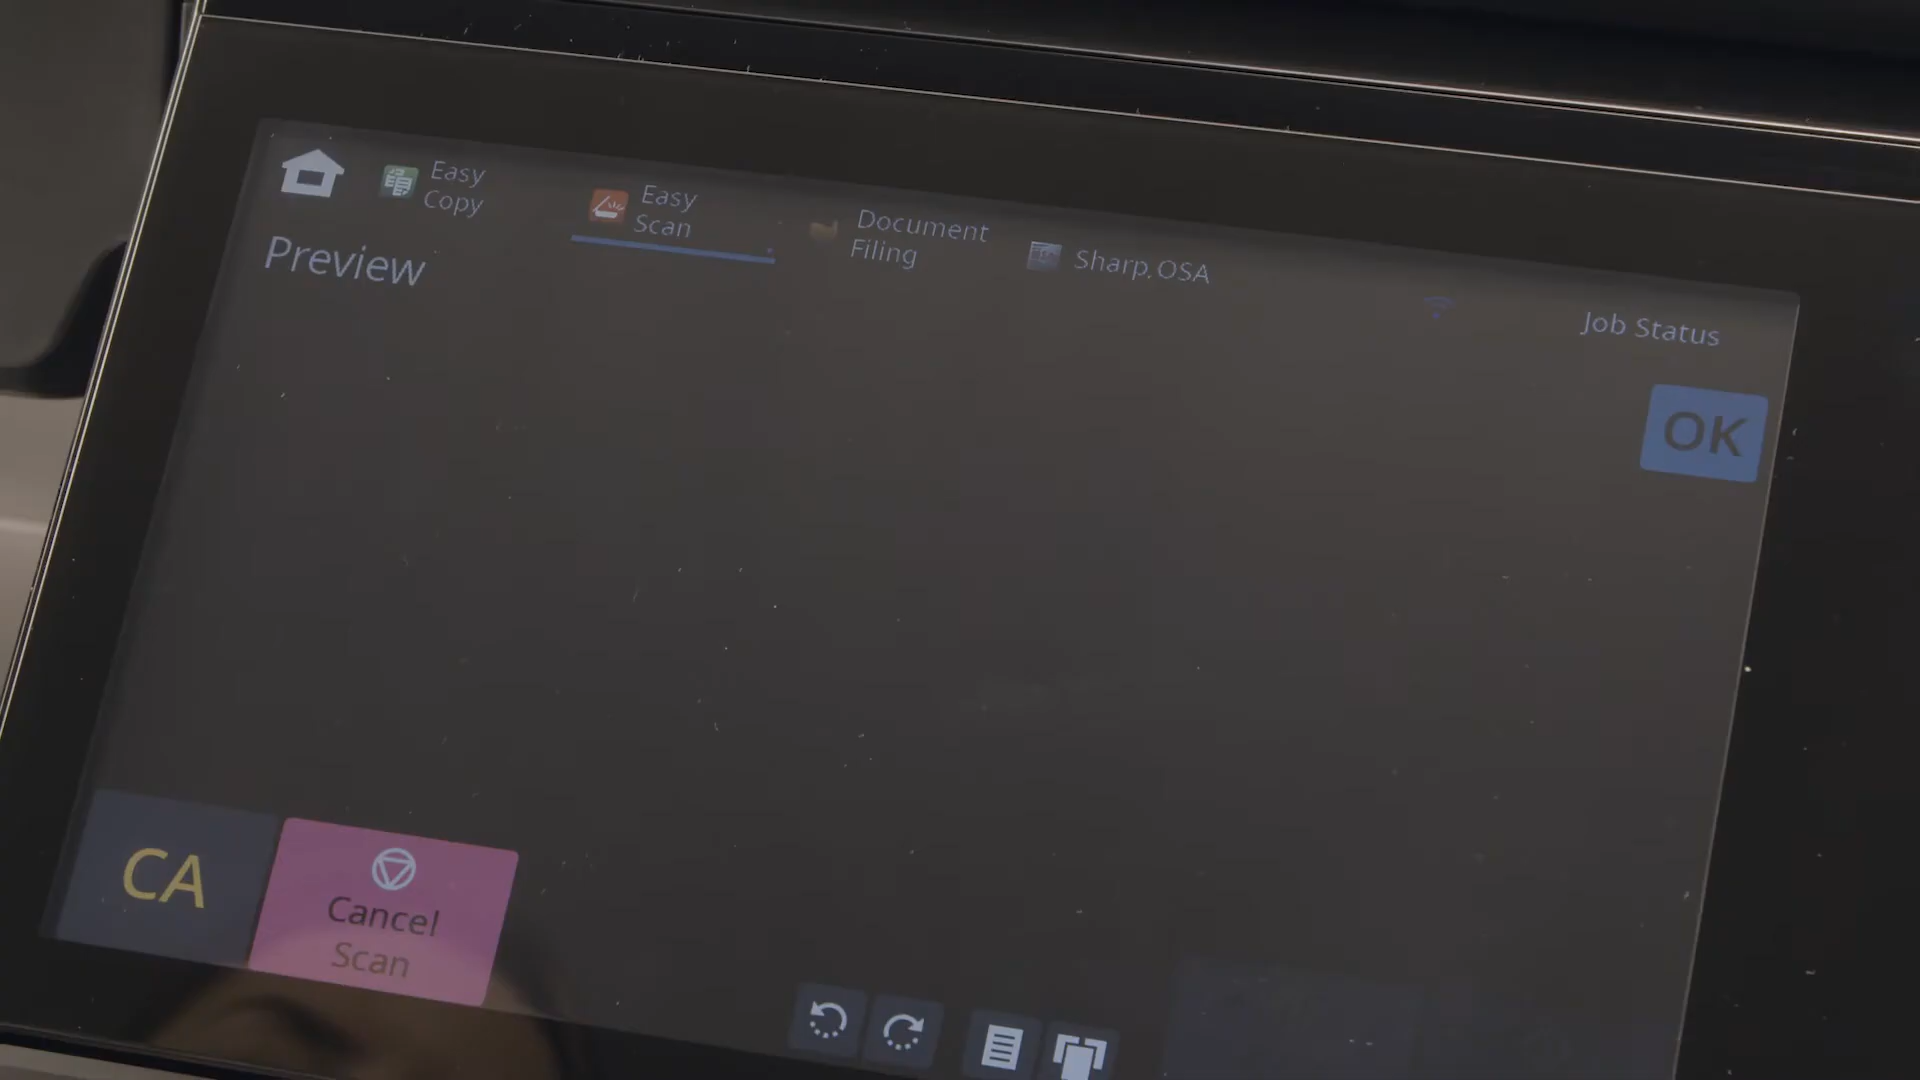 Easy
Copy
Easy
Scan
Document
Filing
Sharp OSA
Preview
Job Status
OK
CA
Cancel
Scan